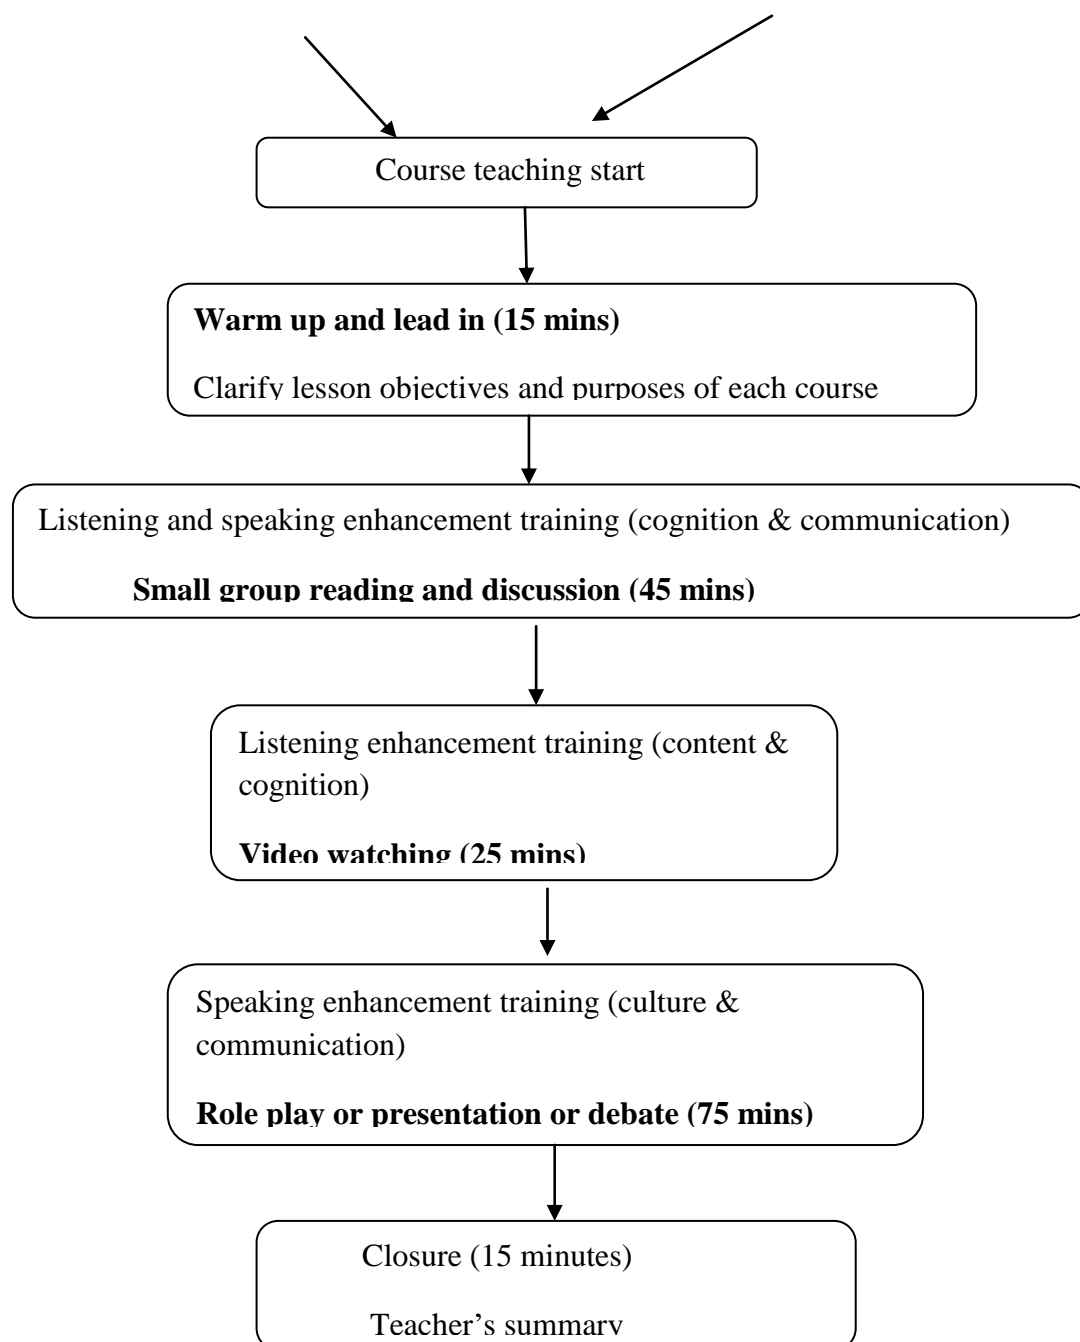 Course teaching start
Warm up and lead in (15 mins)
Clarify lesson objectives and purposes of each course
Listening and speaking enhancement training (cognition & communication)
Small group reading and discussion (45 mins)
Listening enhancement training (content &
cognition)
Video watching (25 mins)
Speaking enhancement training (culture &
communication)
Role play or presentation or debate (75 mins)
Closure (15 minutes)
Teacher’s summary